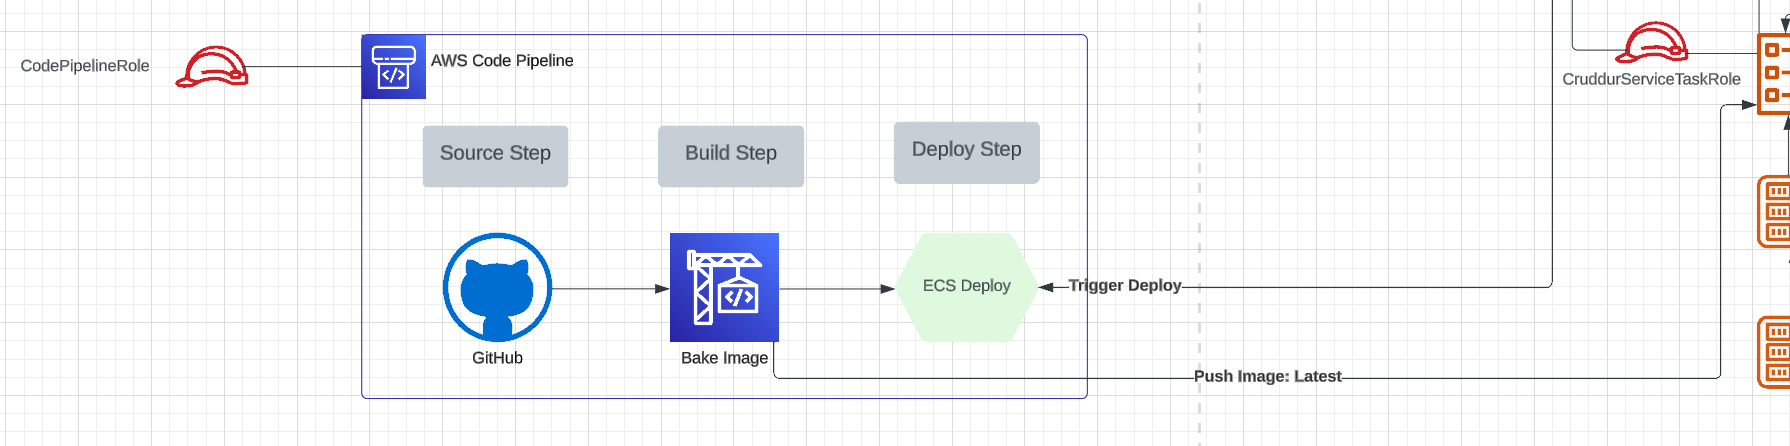 CodePipelineRole
AWS Code Pipeline
CruddurServiceTaskRole
Source Step
Build Step
Deploy Step
ECS Deploy
Trigger Deploy
GitHub
Bake Image
Push Image: Latest